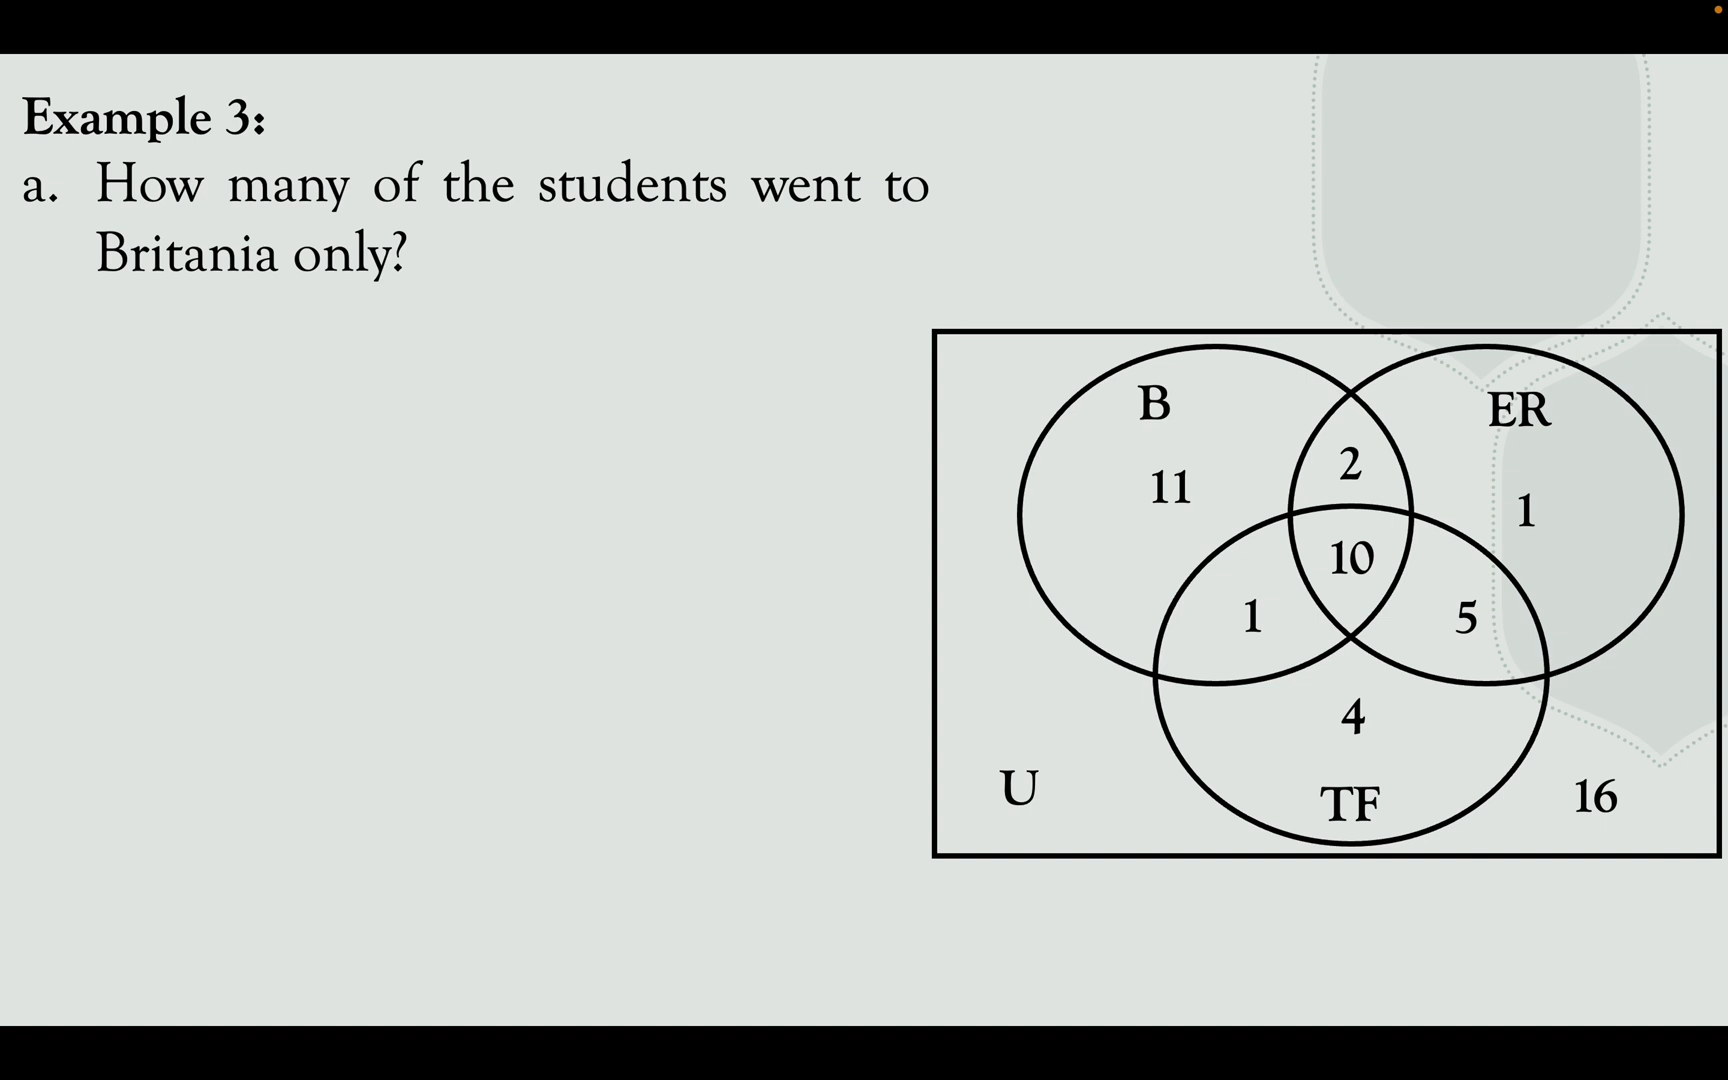 Example 3:
a. How many of the students went to
Britania only?
B
ER
2
11
1
10
1
5
4
U
TF
16